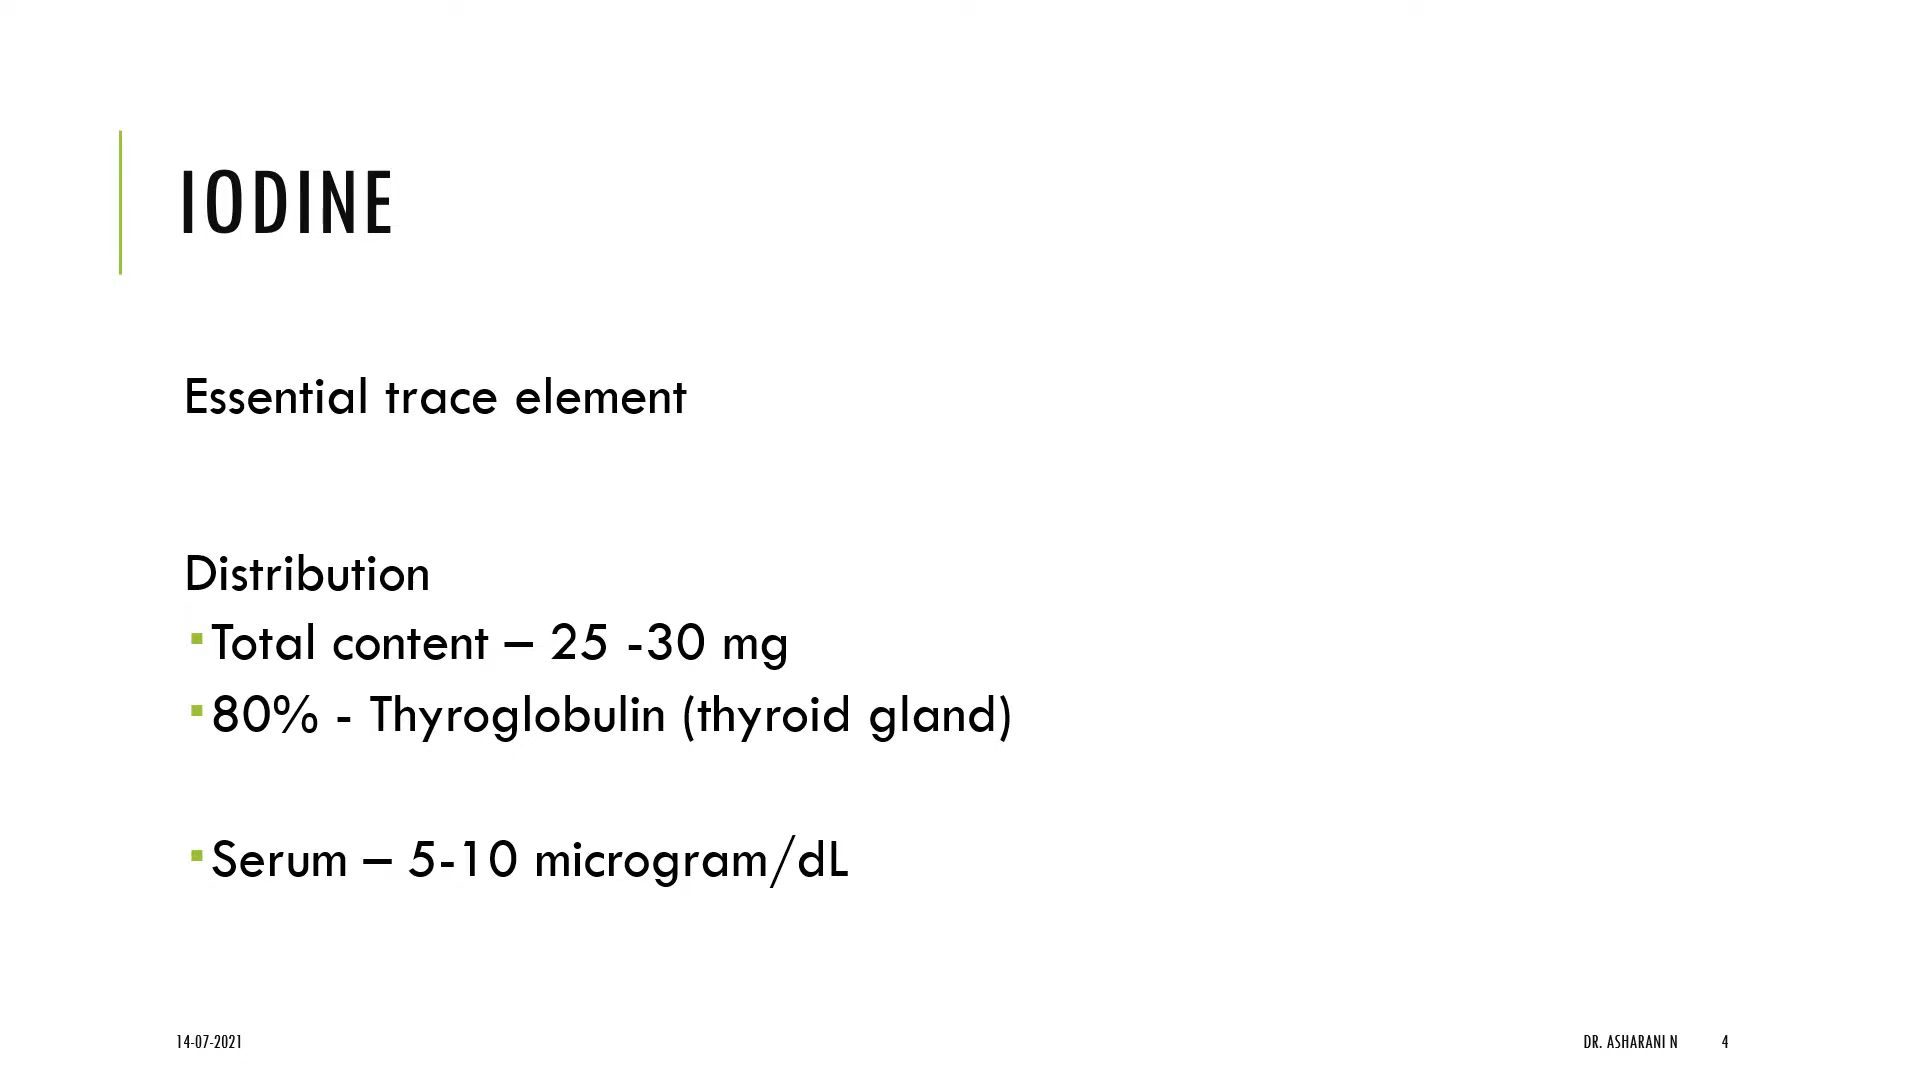 IODINE
Essential trace element
Distribution
▪Total content – 25 -30 mg
▪80% - Thyroglobulin (thyroid gland)
▪Serum – 5-10 microgram/dL
14-07-2021
DR. ASHARANI N
4